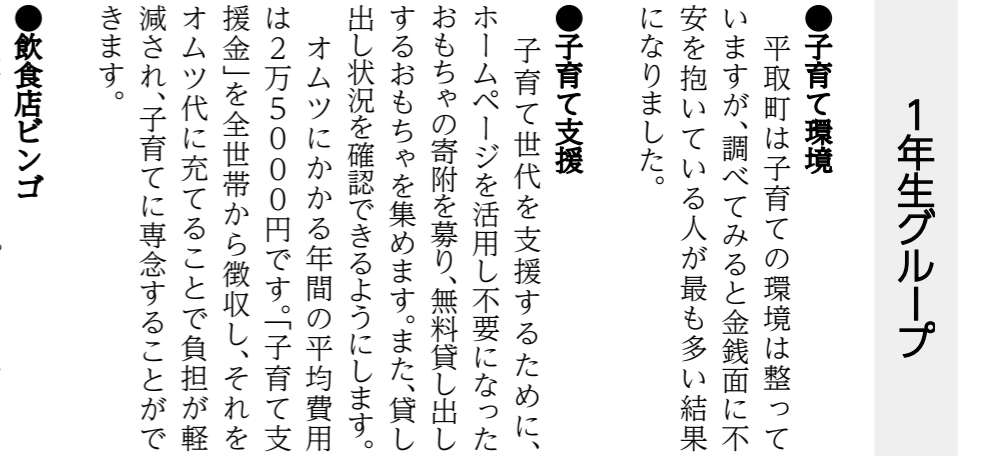 1年生グループ
●子育て環境
平取町は子育ての環境は整って
いますが、調べてみると金銭面に不
安を抱いている人が最も多い結果
になりました。
●子育て支援
子育て世代を支援するために、
ホームページを活用し不要になった
おもちゃの寄附を募り、無料貸し出し
するおもちゃを集めます。また、貸し
出し状況を確認できるようにします。
オムツにかかる年間の平均費用
は2万5000円です。「子育て支
援金」を全世帯から徴収し、それを
オムツ代に充てることで負担が軽
減され、子育てに専念することがで
きます。
●飲食店ビンゴ